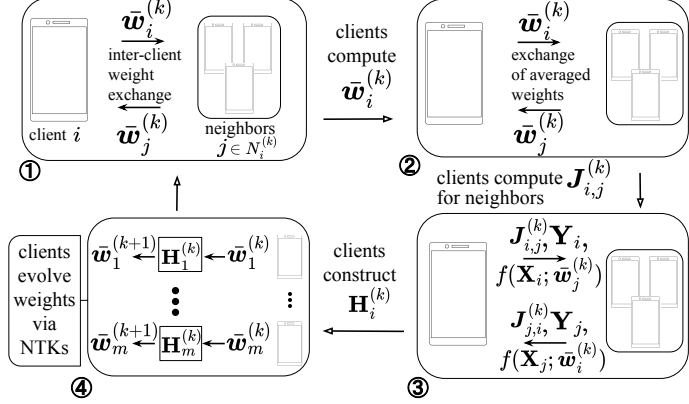 w̄_i^{(k)}
inter-client
weight
exchange
w̄_j^{(k)}
client i
neighbors
j ∈ N_i^{(k)}
①
clients
compute
w̄_i^{(k)}
w̄_i^{(k)}
exchange
of averaged
weights
w̄_j^{(k)}
②
clients compute J_{i,j}^{(k)}
for neighbors
J_{i,j}^{(k)}, Y_i,
f(X_i; w̄_j^{(k)})
J_{j,i}^{(k)}, Y_j,
f(X_j; w̄_i^{(k)})
③
clients
construct
H_i^{(k)}
w̄_1^{(k+1)} H_1^{(k)} w̄_1^{(k)}
w̄_m^{(k+1)} H_m^{(k)} w̄_m^{(k)}
clients
evolve
weights
via
NTKs
④